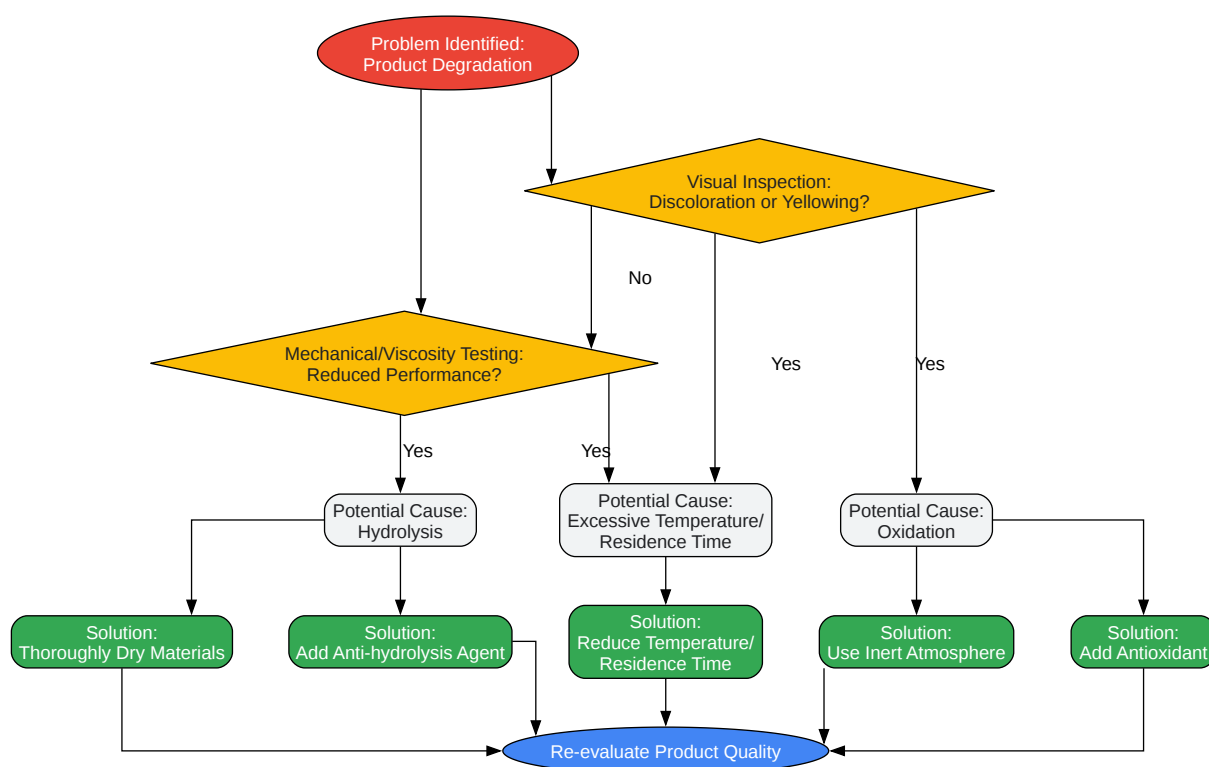 Problem Identified:
Product Degradation
Visual Inspection:
Discoloration or Yellowing?
No
Mechanical/Viscosity Testing:
Reduced Performance?
Yes
Yes
Yes
Yes
Potential Cause:
Hydrolysis
Potential Cause:
Excessive Temperature/
Residence Time
Potential Cause:
Oxidation
Solution:
Thoroughly Dry Materials
Solution:
Add Anti-hydrolysis Agent
Solution:
Reduce Temperature/
Residence Time
Solution:
Use Inert Atmosphere
Solution:
Add Antioxidant
Re-evaluate Product Quality